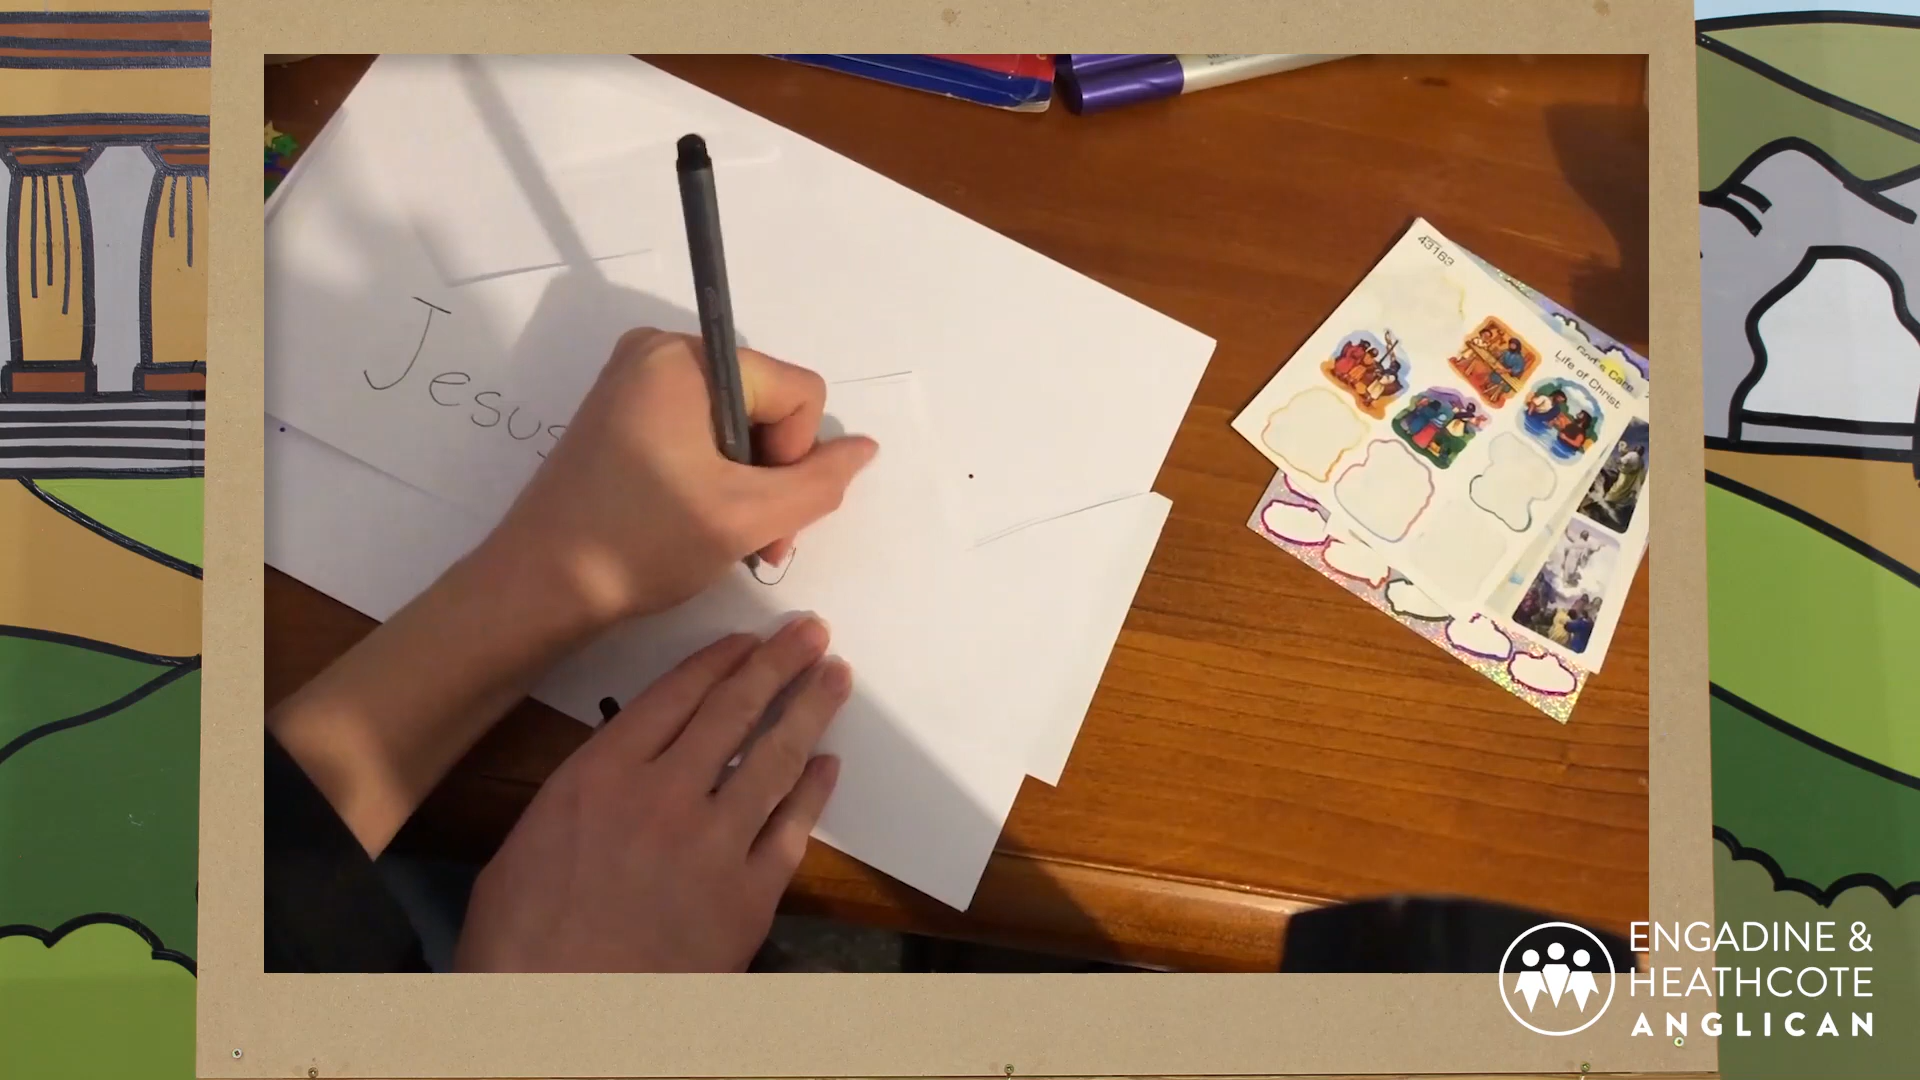 Jesus
43163
God's Care
Life of Christ
ENGADINE &
HEATHCOTE
ANGLICAN